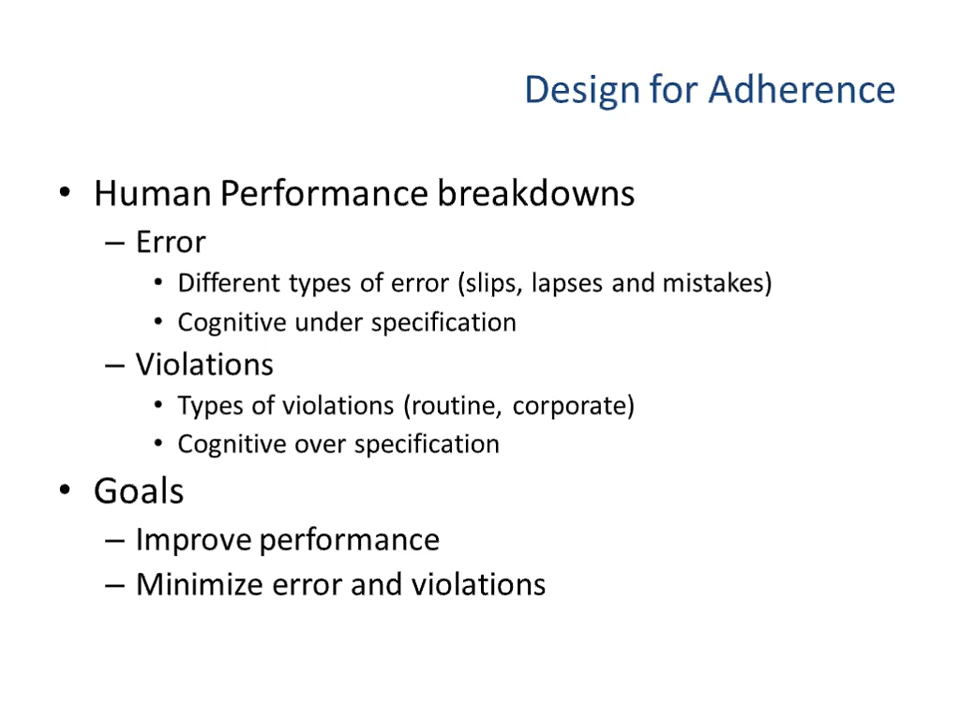 Design for Adherence
• Human Performance breakdowns
– Error
• Different types of error (slips, lapses and mistakes)
• Cognitive under specification
– Violations
• Types of violations (routine, corporate)
• Cognitive over specification
• Goals
– Improve performance
– Minimize error and violations